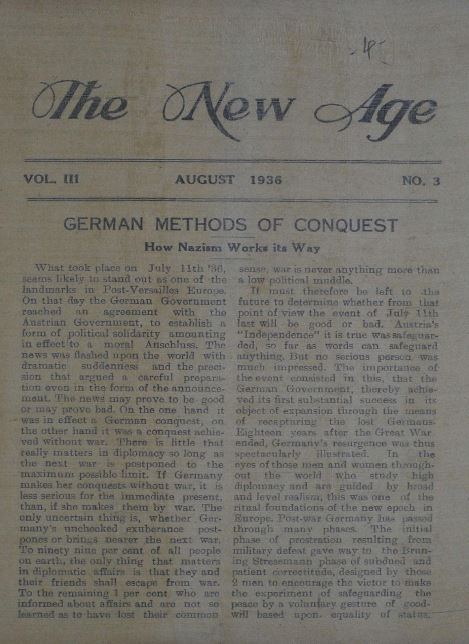 The New Age
VOL. III AUGUST 1936 NO. 3
GERMAN METHODS OF CONQUEST
How Nazism Works its Way
What took place on July 11th '36,
seems likely to stand out as one of the
landmarks in Post-Versailles Europe.
On that day the German Government
reached an agreement with the
Austrian Government, to establish a
form of political solidarity amounting
in effect to a moral Anschluss. The
news was flashed upon the world with
dramatic suddenness and the preci-
sion that argued a careful prepara-
tion even in the form of the announce-
ment. The news may prove to be good
or may prove bad. On the one hand it
was in effect a German conquest, on
the other hand it was a conquest achie-
ved without war. There is little that
really matters in diplomacy so long as
the next war is postponed to the
maximum possible limit. If Germany
makes her conquests without war, it is
less serious for the immediate present,
than, if she makes them by war. The
only uncertain thing is, whether Ger-
many's unchecked exuberance post-
pones or brings nearer the next war.
To ninety nine per cent of all people
on earth, the only thing that matters
in diplomatic affairs is that they and
their friends shall escape from war.
To the remaining 1 per cent who are
informed about affairs and are not so
learned as to have lost their common
sense, war is never anything more than
a low political muddle.
It must therefore be left to the
future to determine whether from that
point of view the event of July 11th
last will be good or bad. Austria's
"Independence" it is true was safeguar-
ded, so far as words can safeguard
anything. But no serious person was
much impressed. The importance of
the event consisted in this, that the
German Government, thereby achie-
ved its first substantial success in its
object of expansion through the means
of recapturing the lost Germans.
Eighteen years after the Great War
ended, Germany's resurgence was thus
spectacularly illustrated. In the
eyes of those men and women through-
out the world who study high
diplomacy and are guided by broad
and level realism, this was one of the
ritual foundations of the new epoch in
Europe. Post-war Germany has passed
through many phases. The initial
phase of prostration resulting from
military defeat gave way to the Brun-
ing Stresemann phase of subdued and
patient correctitude, designed by those
2 men to encourage the victor to make
the experiment of safeguarding the
peace by a voluntary gesture of good-
will based upon equality of status.